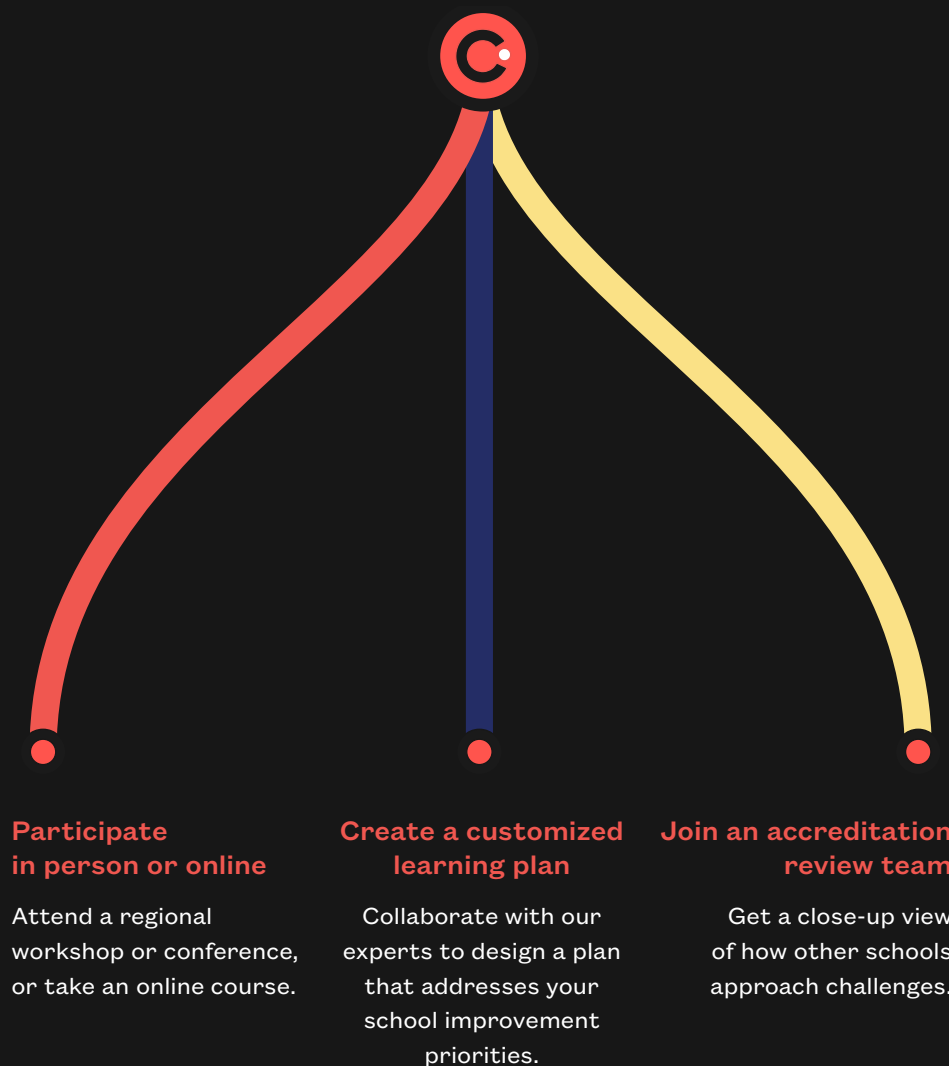 Participate
in person or online
Attend a regional
workshop or conference,
or take an online course.
Create a customized
learning plan
Collaborate with our
experts to design a plan
that addresses your
school improvement
priorities.
Join an accreditation
review team
Get a close-up view
of how other schools
approach challenges.